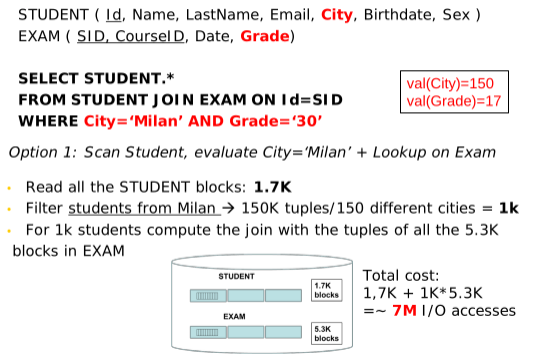 STUDENT ( Id, Name, LastName, Email, City, Birthdate, Sex )
EXAM ( SID, CourseID, Date, Grade)
SELECT STUDENT.*
FROM STUDENT JOIN EXAM ON Id=SID
WHERE City=‘Milan’ AND Grade=‘30’
val(City)=150
val(Grade)=17
Option 1: Scan Student, evaluate City=‘Milan’ + Lookup on Exam
• Read all the STUDENT blocks: 1.7K
• Filter students from Milan → 150K tuples/150 different cities = 1k
• For 1k students compute the join with the tuples of all the 5.3K
blocks in EXAM
STUDENT
1.7K
blocks
EXAM
5.3K
blocks
Total cost:
1,7K + 1K*5.3K
=~ 7M I/O accesses